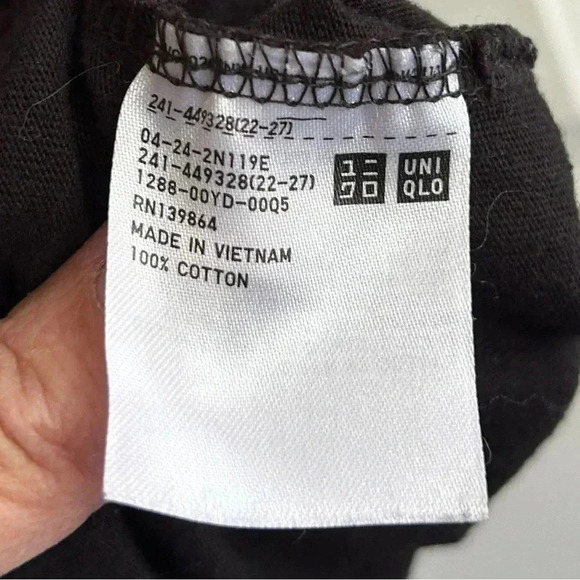 241-449328(22-27)
04-24-2N119E
241-449328(22-27)
1288-00YD-00Q5
RN139864
MADE IN VIETNAM
100% COTTON
ユニ
クロ
UNI
QLO